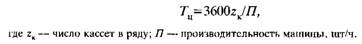 Tц=3600zк/П,
где zк — число кассет в ряду; П — производительность машины, шт/ч.